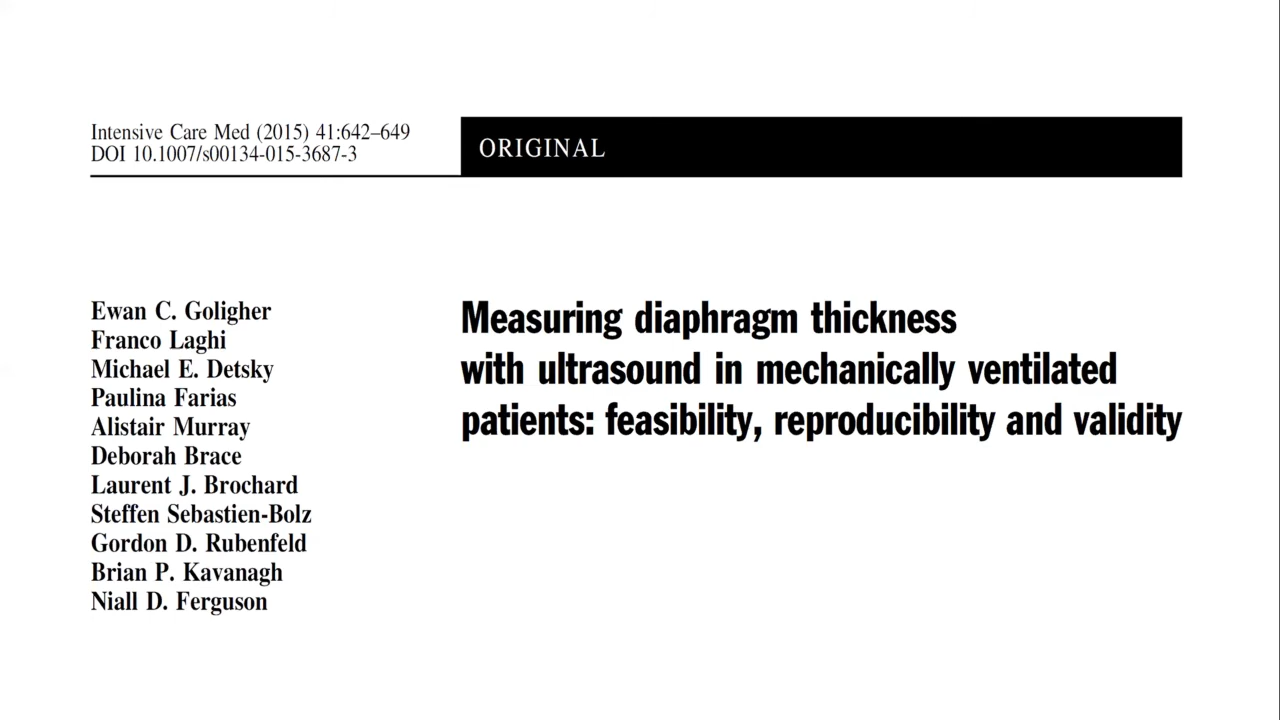 Intensive Care Med (2015) 41:642–649
DOI 10.1007/s00134-015-3687-3
ORIGINAL
Ewan C. Goligher
Franco Laghi
Michael E. Detsky
Paulina Farias
Alistair Murray
Deborah Brace
Laurent J. Brochard
Steffen Sebastien-Bolz
Gordon D. Rubenfeld
Brian P. Kavanagh
Niall D. Ferguson
Measuring diaphragm thickness
with ultrasound in mechanically ventilated
patients: feasibility, reproducibility and validity